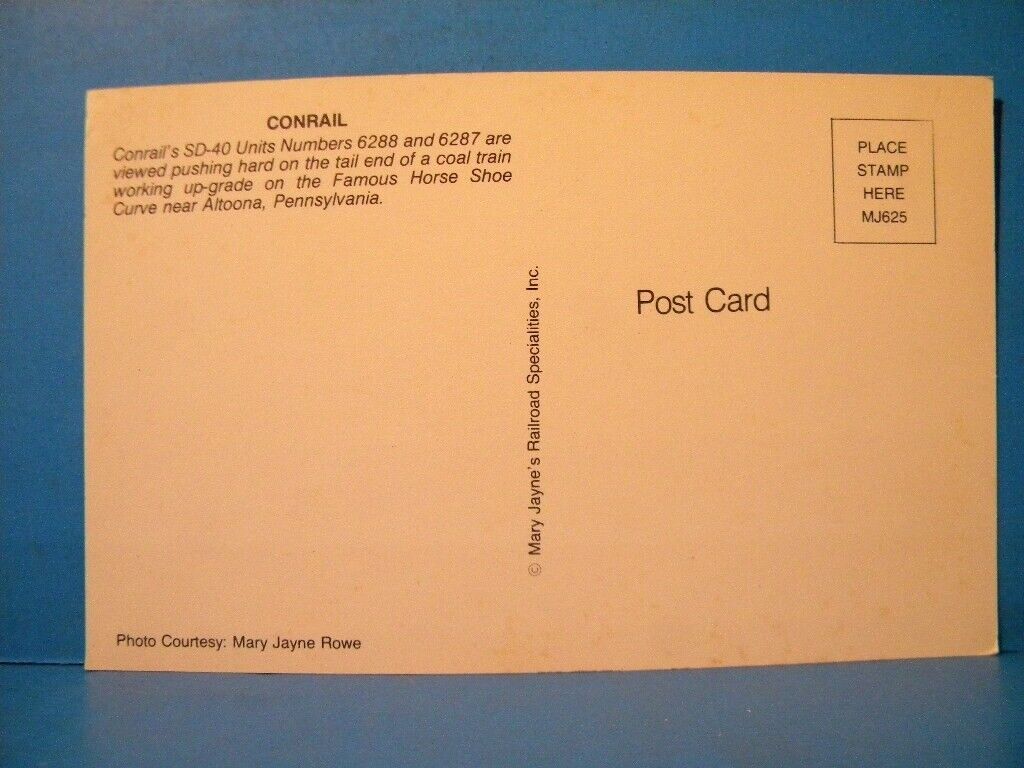 CONRAIL
Conrail's SD-40 Units Numbers 6288 and 6287 are
viewed pushing hard on the tail end of a coal train
working up-grade on the Famous Horse Shoe
Curve near Altoona, Pennsylvania.
Photo Courtesy: Mary Jayne Rowe
© Mary Jayne's Railroad Specialities, Inc.
PLACE
STAMP
HERE
MJ625
Post Card